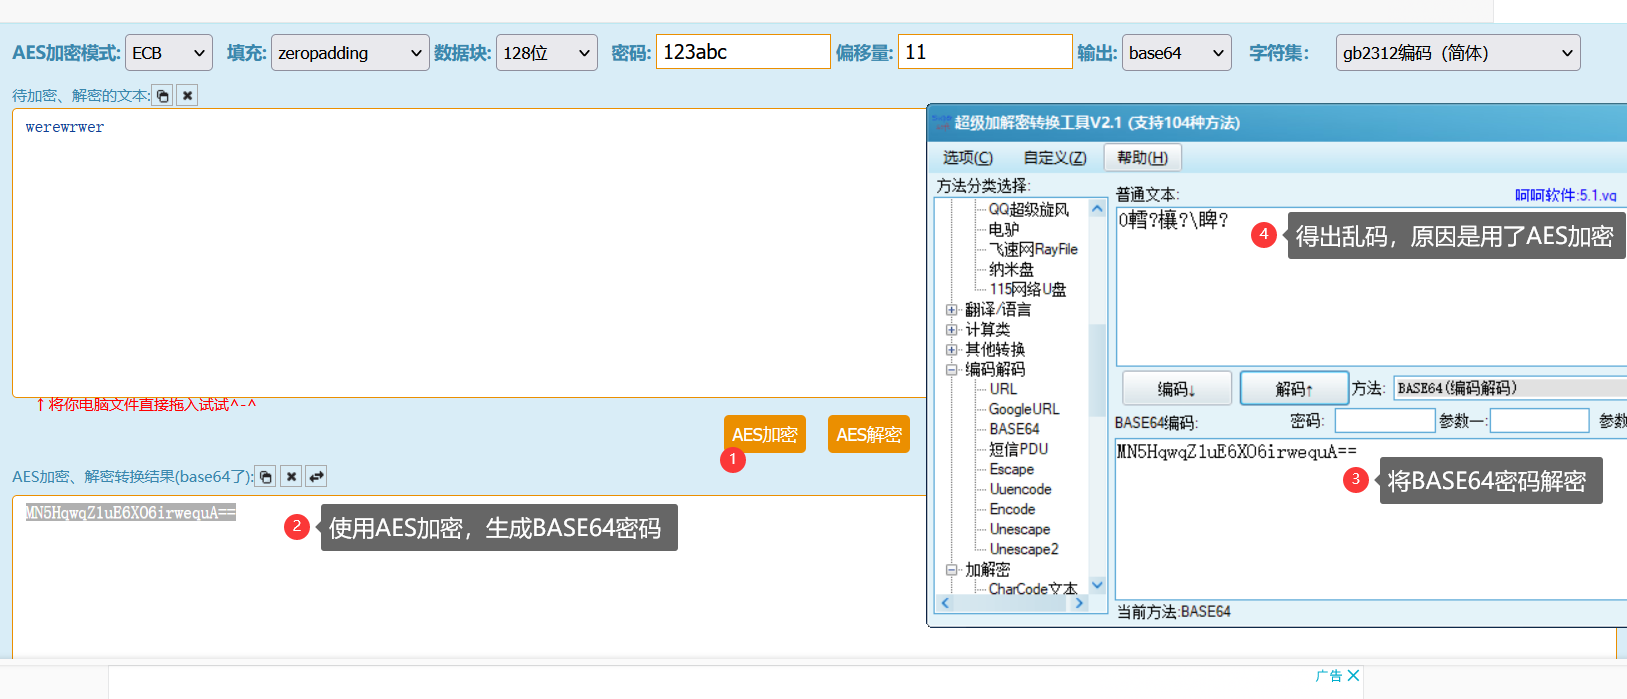 AES加密模式: ECB 填充: zeropadding 数据块: 128位 密码: 123abc 偏移量: 11 输出: base64 字符集: gb2312编码（简体）
待加密、解密的文本:
werewrwer
↑将你电脑文件直接拖入试试^-^
AES加密 AES解密
1
AES加密、解密转换结果(base64了):
MN5HqwqZ1uE6XO6irwequA==
2 使用AES加密，生成BASE64密码
超级加解密转换工具V2.1 (支持104种方法)
选项(C) 自定义(Z) 帮助(H)
方法分类选择:
QQ超级旋风
电驴
飞速网RayFile
纳米盘
115网络U盘
翻译/语言
计算类
其他转换
编码解码
URL
GoogleURL
BASE64
短信PDU
Escape
Uuencode
Encode
Unescape
Unescape2
加解密
CharCode文本
普通文本:
呵呵软件:5.1.vg
0轊?欀?\睥?
4 得出乱码，原因是用了AES加密
编码↓ 解码↑ 方法: BASE64(编码解码)
BASE64编码: 密码: 参数一: 参数
MN5HqwqZ1uE6XO6irwequA==
3 将BASE64密码解密
当前方法:BASE64
广告